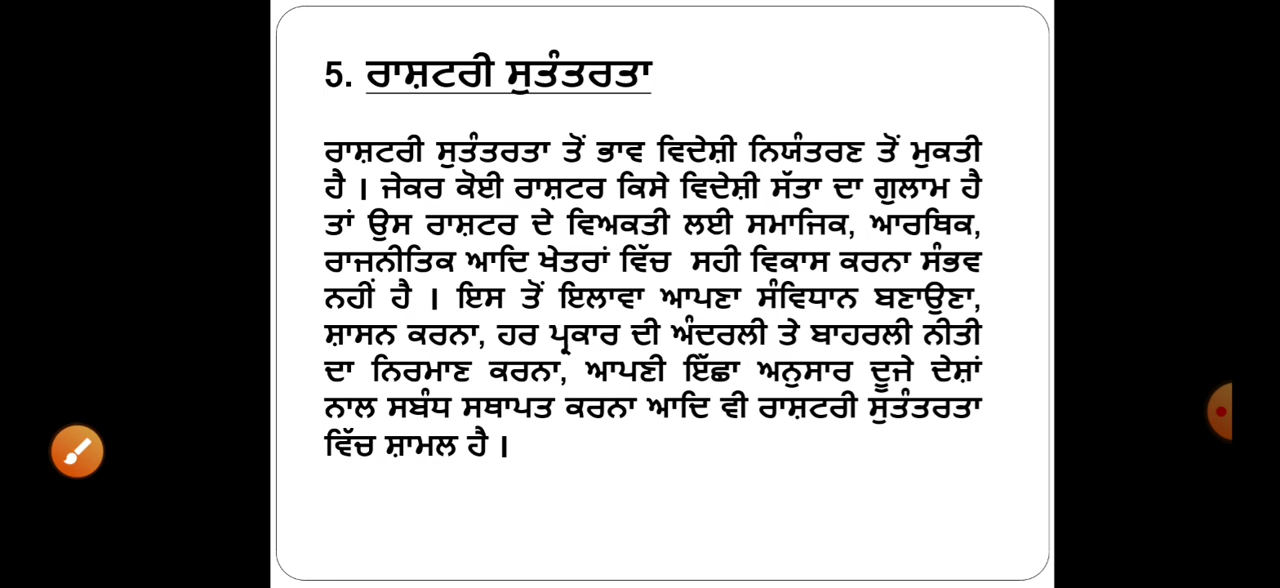 5. ਰਾਸ਼ਟਰੀ ਸੁਤੰਤਰਤਾ
ਰਾਸ਼ਟਰੀ ਸੁਤੰਤਰਤਾ ਤੋਂ ਭਾਵ ਵਿਦੇਸ਼ੀ ਨਿਯੰਤਰਣ ਤੋਂ ਮੁਕਤੀ
ਹੈ । ਜੇਕਰ ਕੋਈ ਰਾਸ਼ਟਰ ਕਿਸੇ ਵਿਦੇਸ਼ੀ ਸੱਤਾ ਦਾ ਗੁਲਾਮ ਹੈ
ਤਾਂ ਉਸ ਰਾਸ਼ਟਰ ਦੇ ਵਿਅਕਤੀ ਲਈ ਸਮਾਜਿਕ, ਆਰਥਿਕ,
ਰਾਜਨੀਤਿਕ ਆਦਿ ਖੇਤਰਾਂ ਵਿੱਚ ਸਹੀ ਵਿਕਾਸ ਕਰਨਾ ਸੰਭਵ
ਨਹੀਂ ਹੈ । ਇਸ ਤੋਂ ਇਲਾਵਾ ਆਪਣਾ ਸੰਵਿਧਾਨ ਬਣਾਉਣਾ,
ਸ਼ਾਸਨ ਕਰਨਾ, ਹਰ ਪ੍ਰਕਾਰ ਦੀ ਅੰਦਰਲੀ ਤੇ ਬਾਹਰਲੀ ਨੀਤੀ
ਦਾ ਨਿਰਮਾਣ ਕਰਨਾ, ਆਪਣੀ ਇੱਛਾ ਅਨੁਸਾਰ ਦੂਜੇ ਦੇਸ਼ਾਂ
ਨਾਲ ਸਬੰਧ ਸਥਾਪਤ ਕਰਨਾ ਆਦਿ ਵੀ ਰਾਸ਼ਟਰੀ ਸੁਤੰਤਰਤਾ
ਵਿੱਚ ਸ਼ਾਮਲ ਹੈ ।